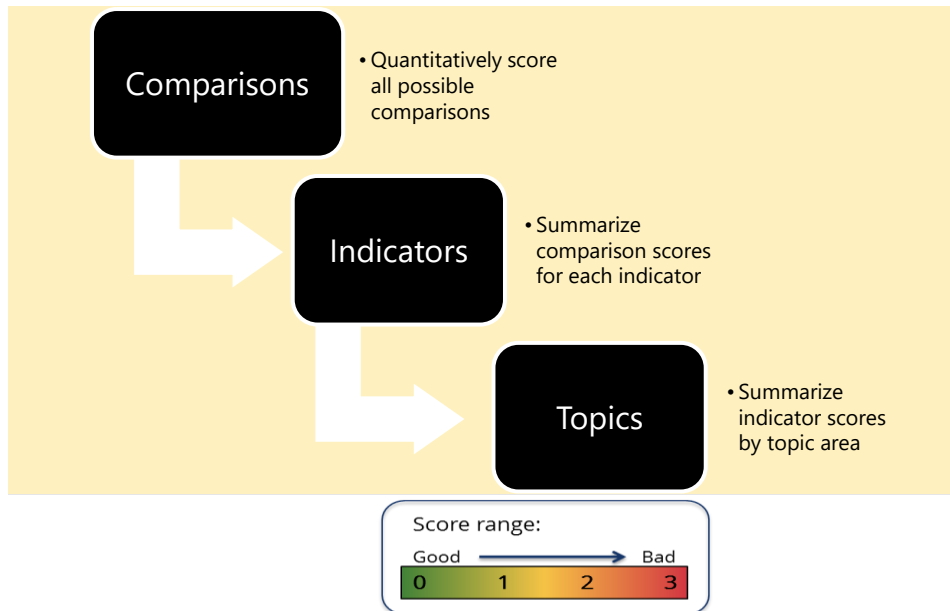 Comparisons
• Quantitatively score
all possible
comparisons
Indicators
• Summarize
comparison scores
for each indicator
Topics
• Summarize
indicator scores
by topic area
Score range:
Good Bad
0 1 2 3